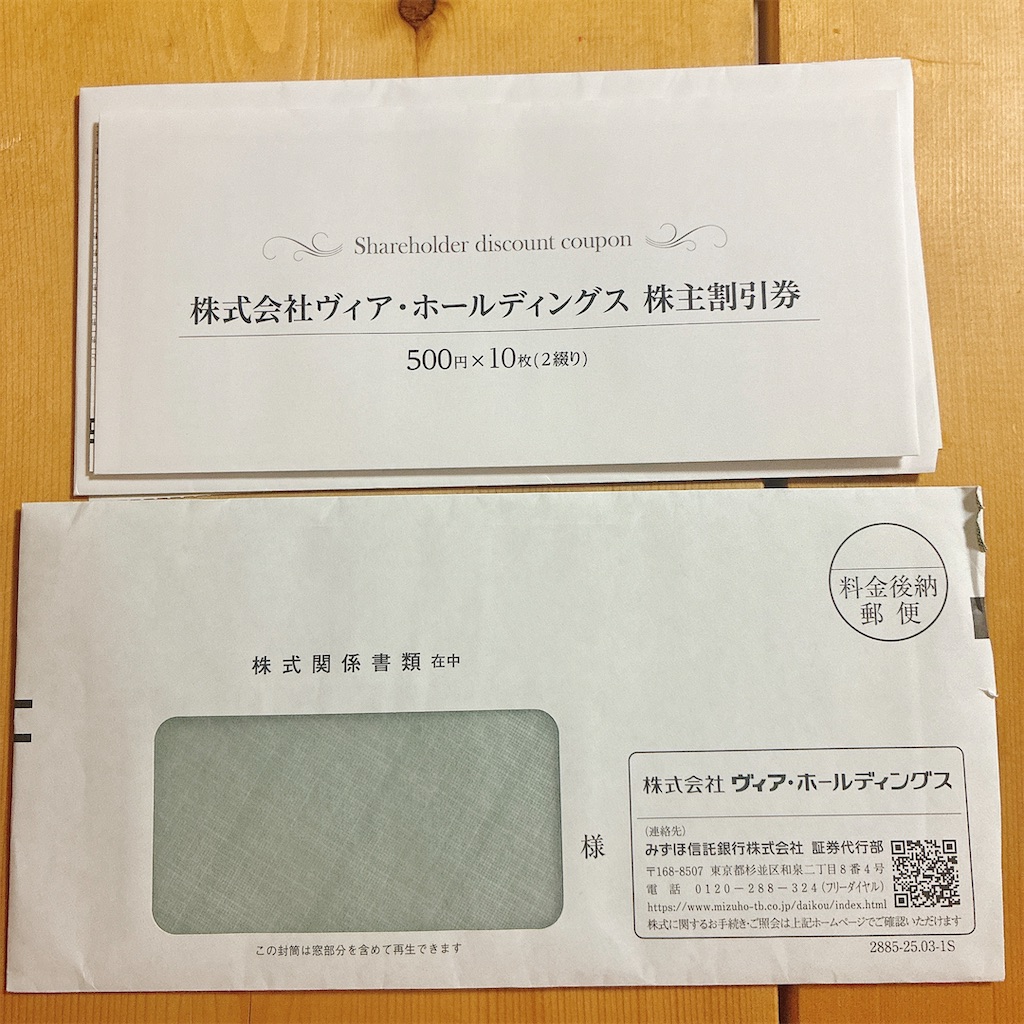 Shareholder discount coupon
株式会社ヴィア・ホールディングス 株主割引券
500円×10枚(2綴り)
料金後納
郵便
株式関係書類在中
様
株式会社 ヴィア・ホールディングス
(連絡先)
みずほ信託銀行株式会社 証券代行部
〒168-8507 東京都杉並区和泉二丁目8番4号
電 話 0120-288-324(フリーダイヤル)
https://www.mizuho-tb.co.jp/daikou/index.html
株式に関するお手続き・ご照会は上記ホームページでご確認いただけます
この封筒は窓部分を含めて再生できます
2885-25.03-1S